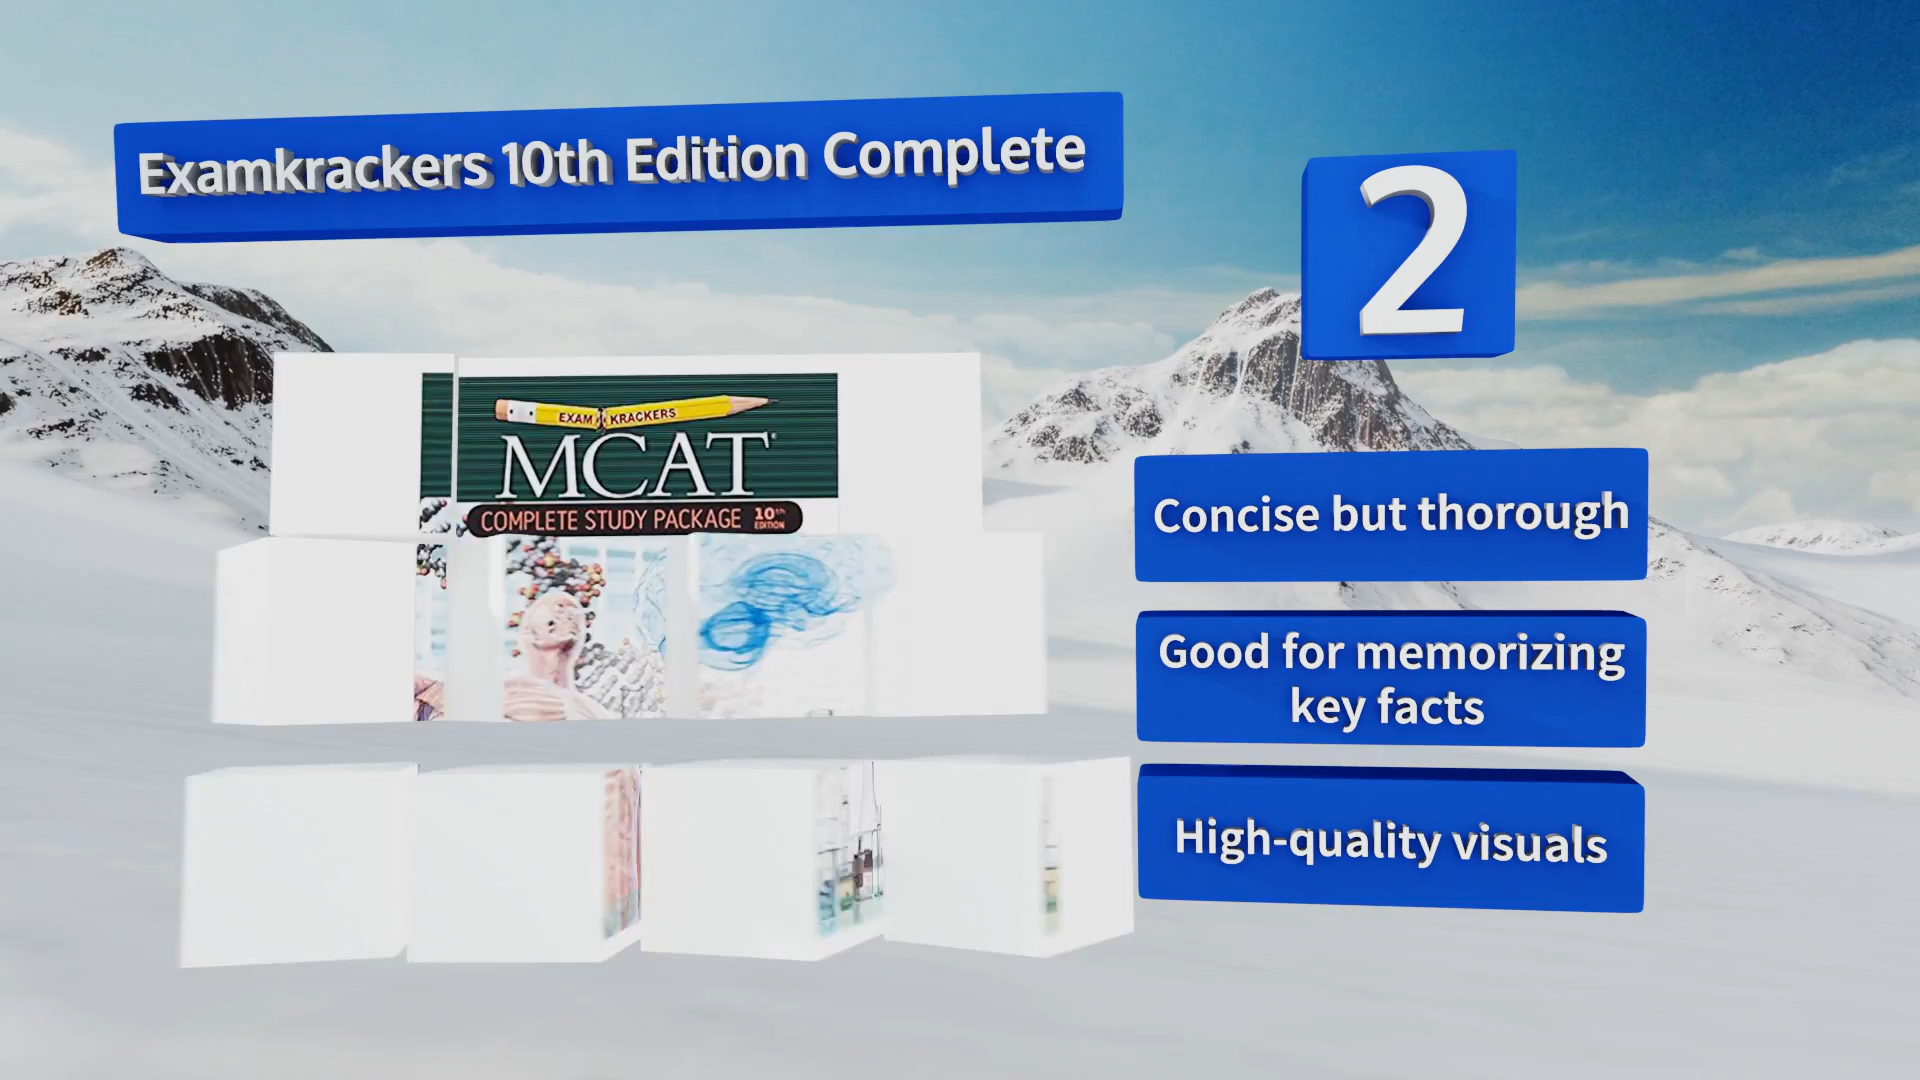 Examkrackers 10th Edition Complete
2
EXAM KRACKERS
MCAT
COMPLETE STUDY PACKAGE 10th EDITION
Concise but thorough
Good for memorizing
key facts
High-quality visuals